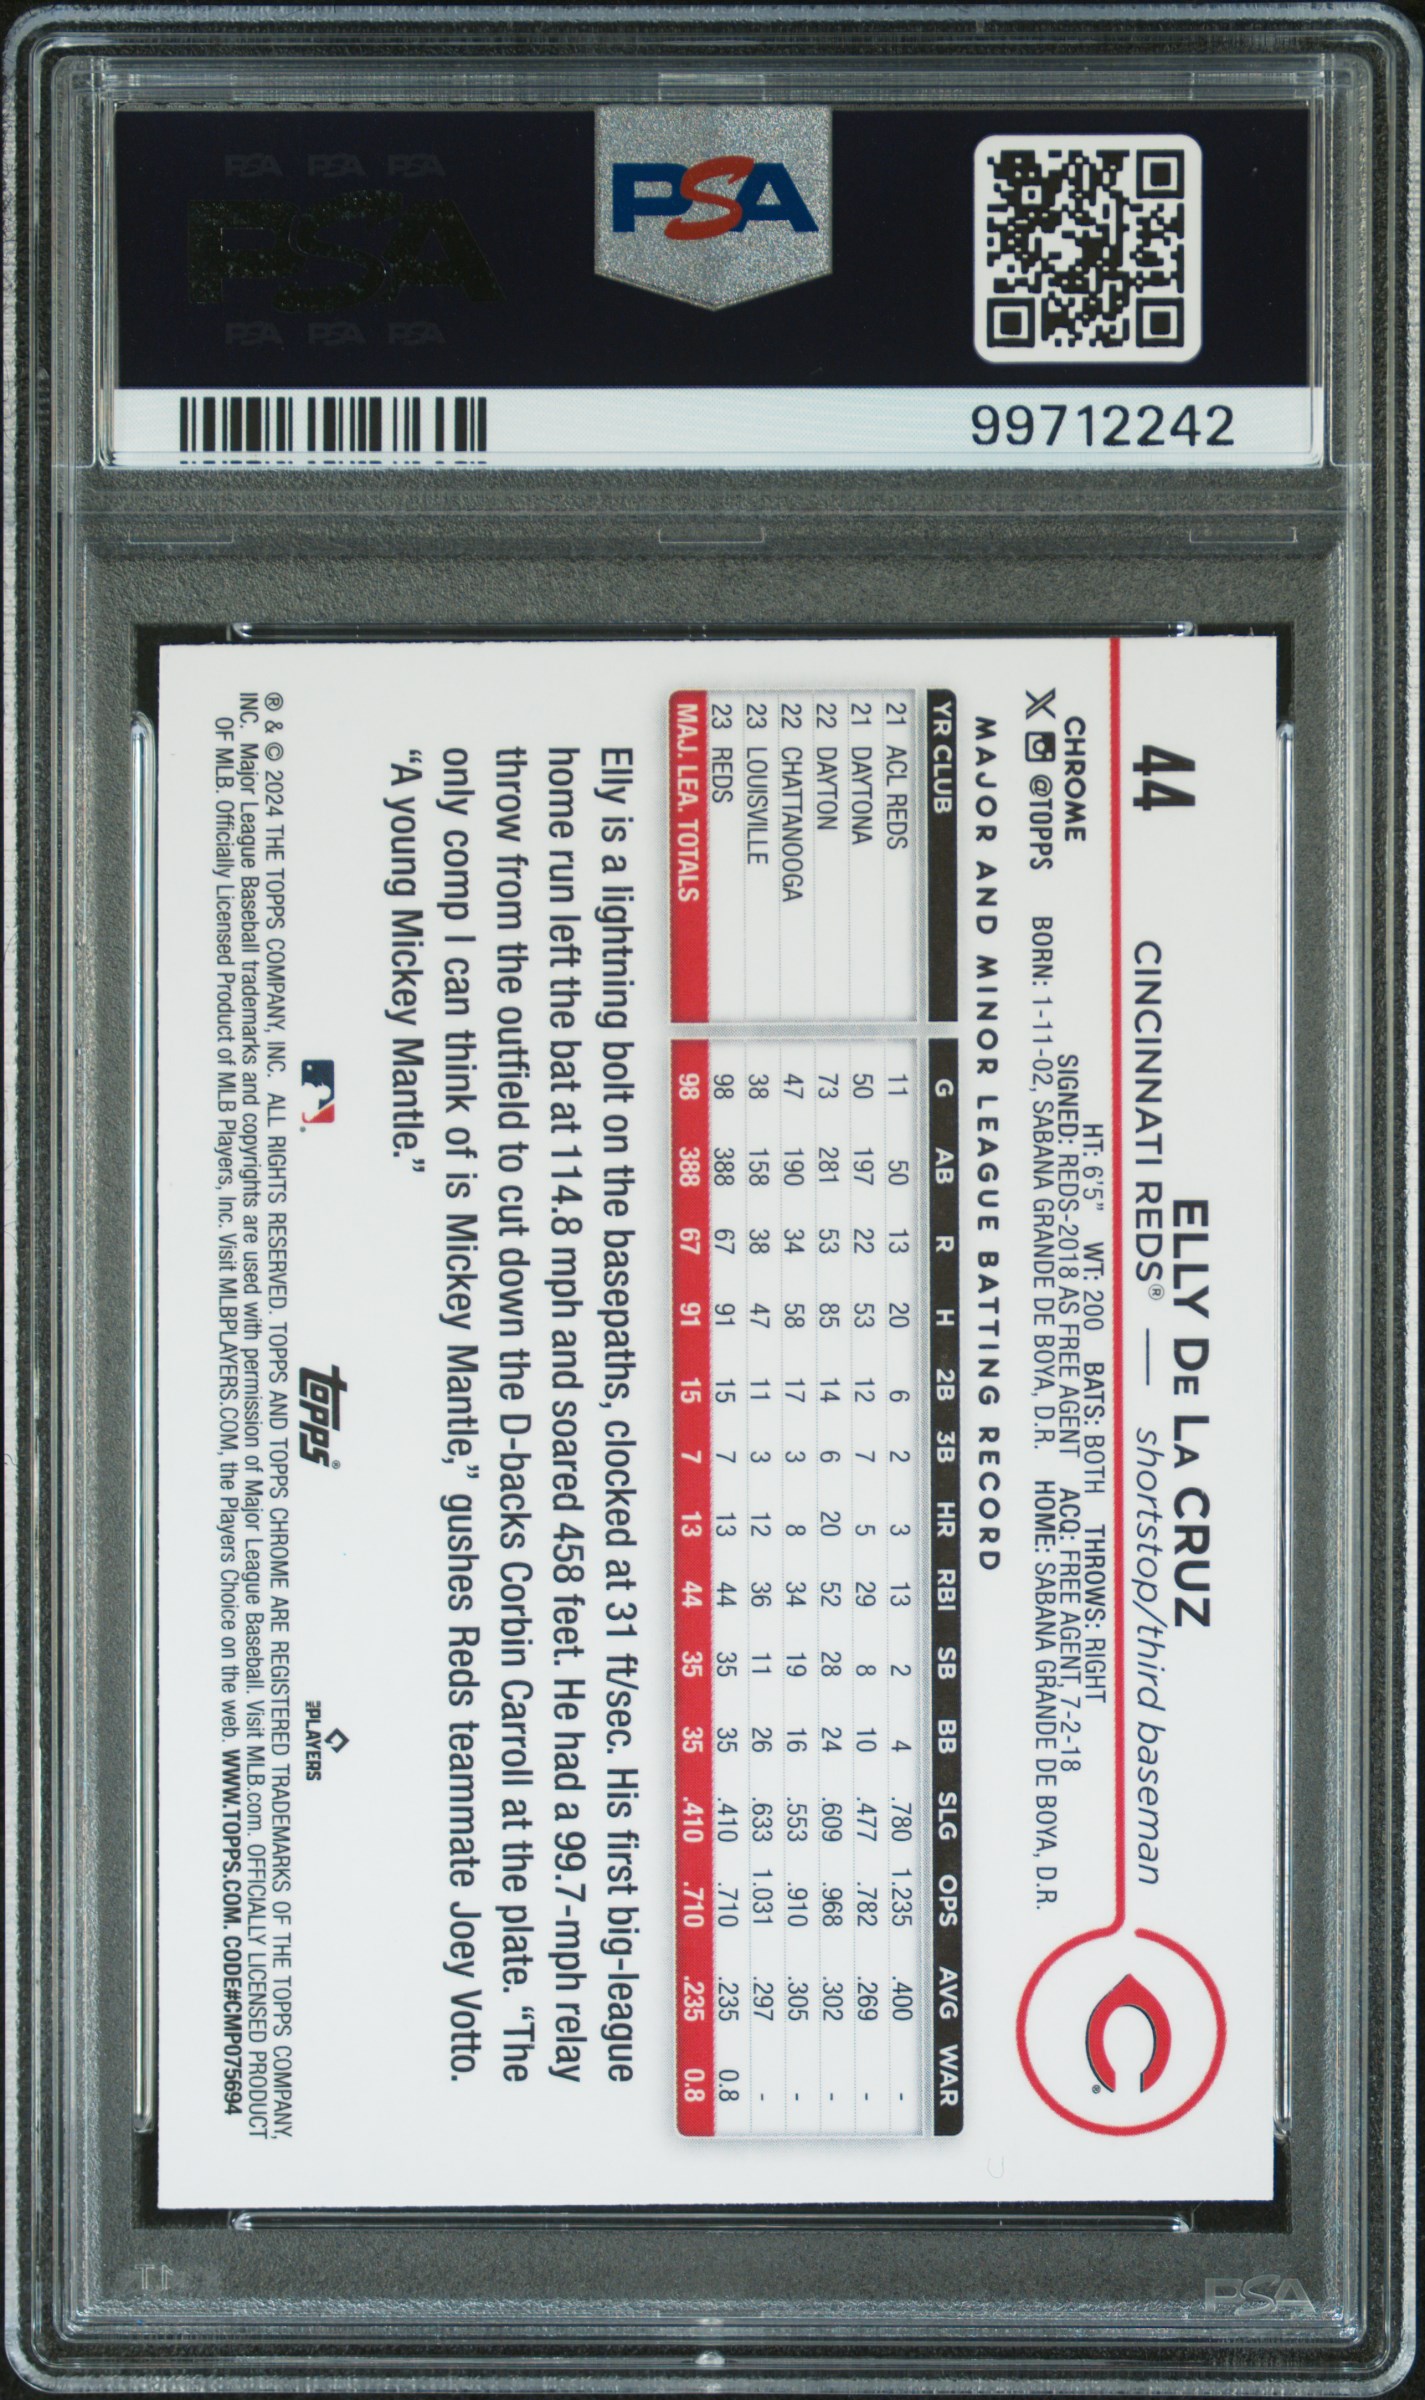 PSA PSA PSA
PSA
PSA PSA PSA
PSA
99712242
44
ELLY DE LA CRUZ
CINCINNATI REDS® — shortstop/third baseman
CHROME
HT: 6'5" WT: 200 BATS: BOTH THROWS: RIGHT
SIGNED: REDS-2018 AS FREE AGENT ACQ: FREE AGENT, 7-2-18
X @TOPPS BORN: 1-11-02, SABANA GRANDE DE BOYA, D.R. HOME: SABANA GRANDE DE BOYA, D.R.
C®
MAJOR AND MINOR LEAGUE BATTING RECORD
YR CLUB G AB R H 2B 3B HR RBI SB BB SLG OPS AVG WAR
21 ACL REDS 11 50 13 20 6 2 3 13 2 4 .780 1.235 .400 -
21 DAYTONA 50 197 22 53 12 7 5 29 8 10 .477 .782 .269 -
22 DAYTON 73 281 53 85 14 6 20 52 28 24 .609 .968 .302 -
22 CHATTANOOGA 47 190 34 58 17 3 8 34 19 16 .553 .910 .305 -
23 LOUISVILLE 38 158 38 47 11 3 12 36 11 26 .633 1.031 .297 -
23 REDS 98 388 67 91 15 7 13 44 35 35 .410 .710 .235 0.8
MAJ. LEA. TOTALS 98 388 67 91 15 7 13 44 35 35 .410 .710 .235 0.8
Elly is a lightning bolt on the basepaths, clocked at 31 ft/sec. His first big-league
home run left the bat at 114.8 mph and soared 458 feet. He had a 99.7-mph relay
throw from the outfield to cut down the D-backs Corbin Carroll at the plate. “The
only comp I can think of is Mickey Mantle,” gushes Reds teammate Joey Votto.
“A young Mickey Mantle.”
topps®
PLAYERS
® & © 2024 THE TOPPS COMPANY, INC. ALL RIGHTS RESERVED. TOPPS AND TOPPS CHROME ARE REGISTERED TRADEMARKS OF THE TOPPS COMPANY,
INC. Major League Baseball trademarks and copyrights are used with permission of Major League Baseball. Visit MLB.com. OFFICIALLY LICENSED PRODUCT
OF MLB. Officially Licensed Product of MLB Players, Inc. Visit MLBPLAYERS.COM, the Players Choice on the web. WWW.TOPPS.COM. CODE#CMP075694
PSA